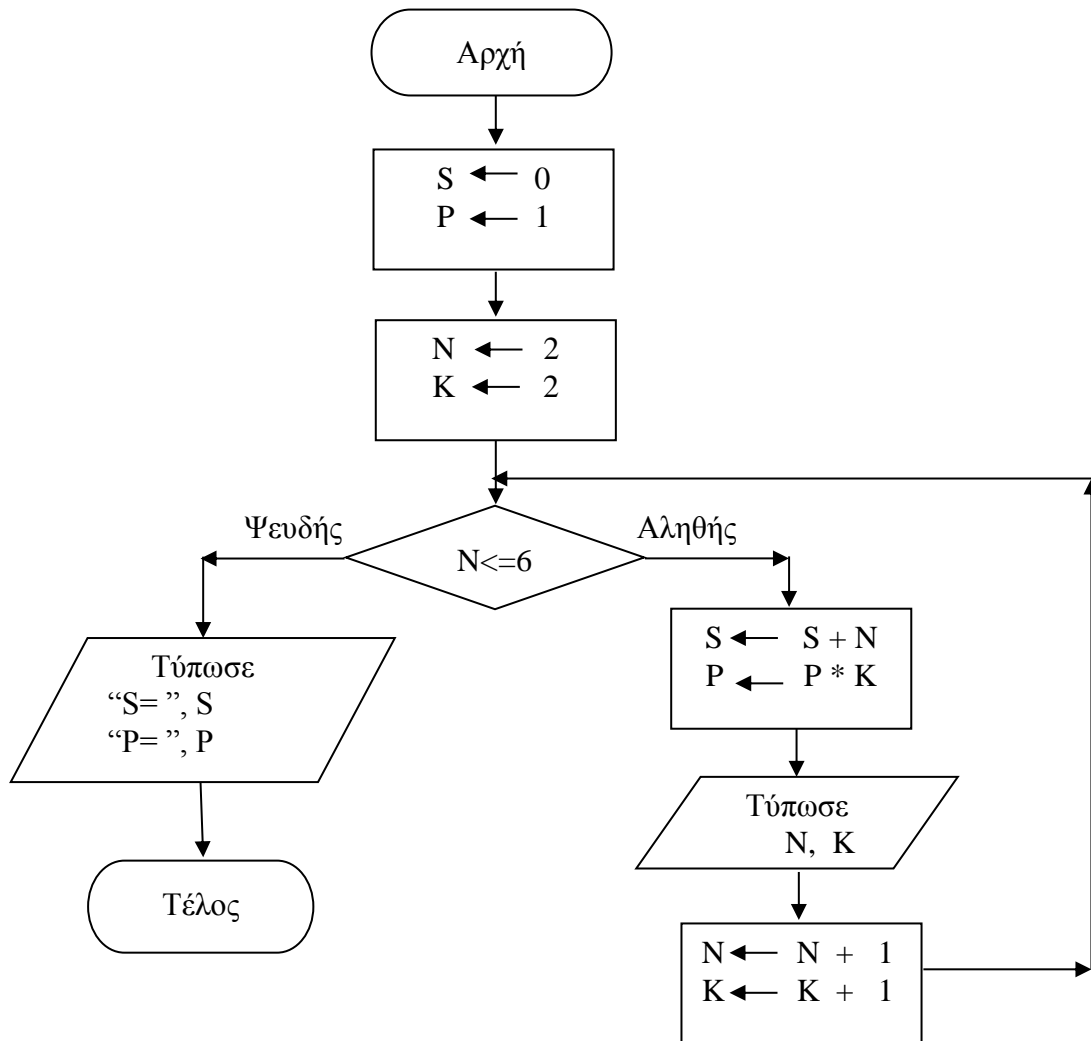 Αρχή
S ← 0
P ← 1
N ← 2
K ← 2
Ψευδής
Αληθής
N<=6
Τύπωσε
“S= ”, S
“P= ”, P
Τέλος
S ← S + N
P ← P * K
Τύπωσε
N, K
N ← N + 1
K ← K + 1